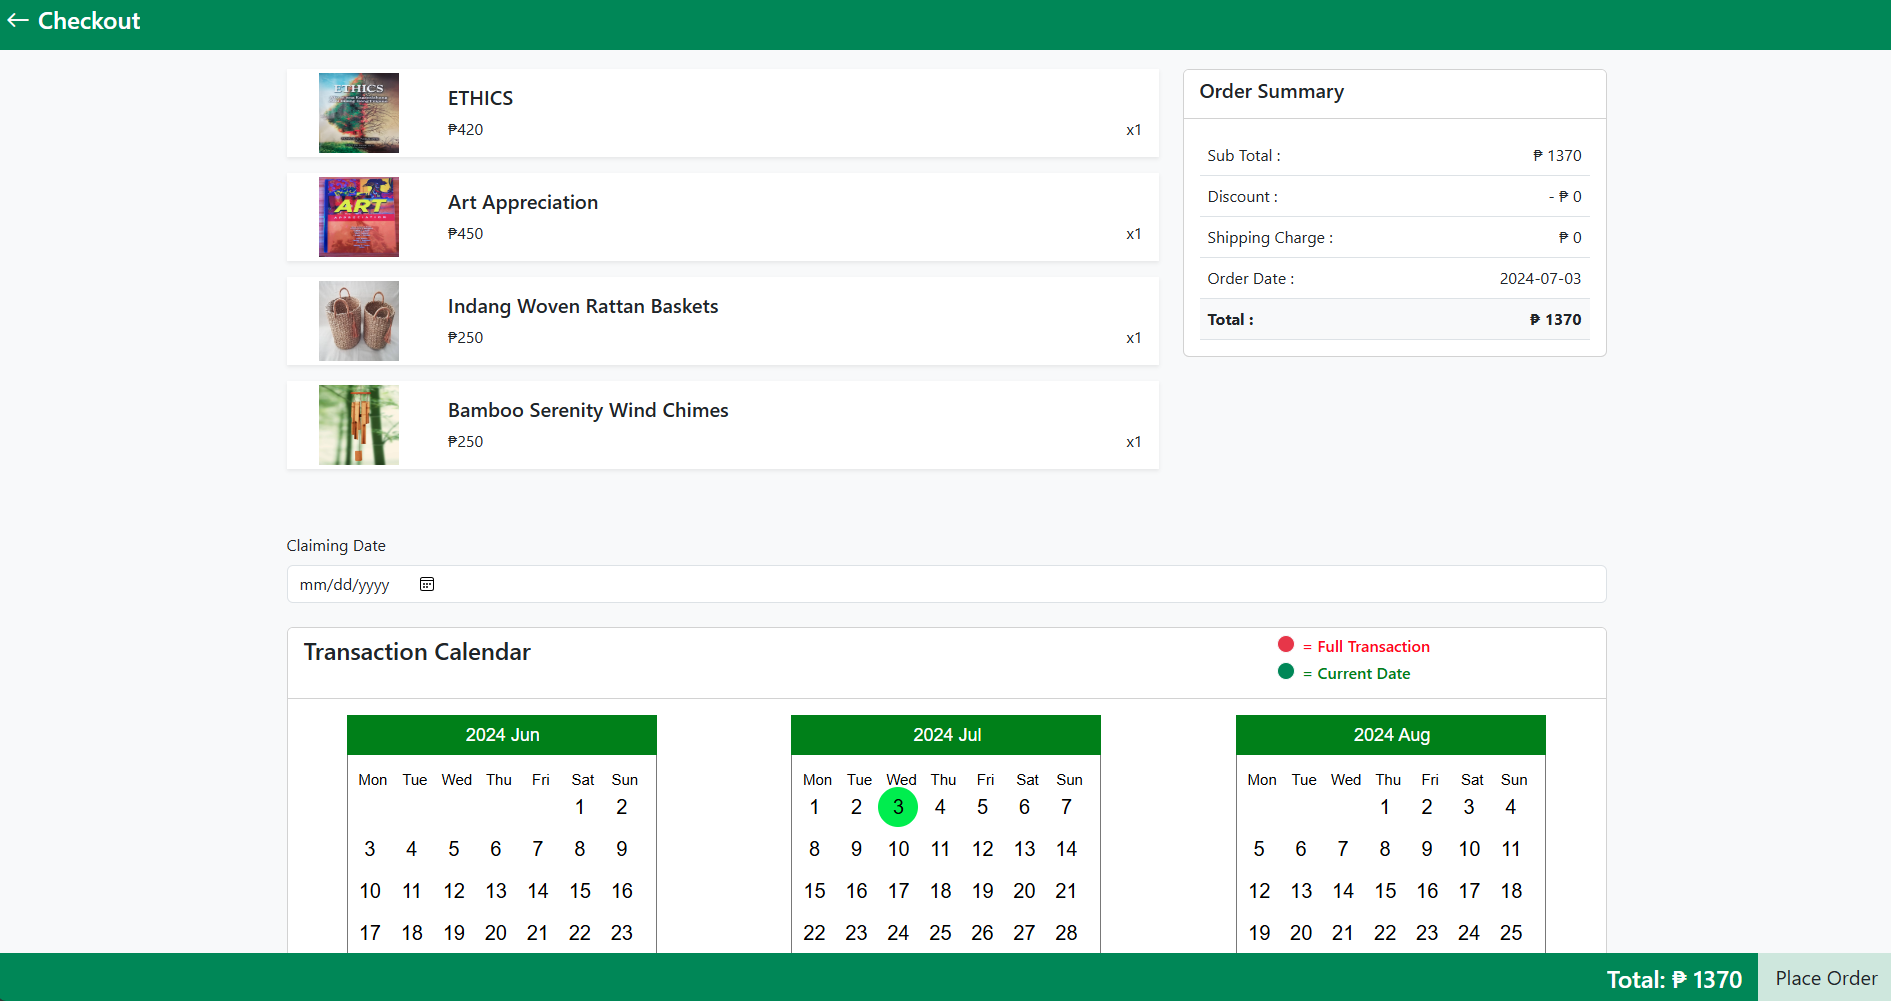 Checkout
ETHICS
ETHICS
₱420
x1
ART
APPRECIATION
Art Appreciation
₱450
x1
Indang Woven Rattan Baskets
₱250
x1
Bamboo Serenity Wind Chimes
₱250
x1
Order Summary
Sub Total : ₱ 1370
Discount : - ₱ 0
Shipping Charge : ₱ 0
Order Date : 2024-07-03
Total : ₱ 1370
Claiming Date
mm/dd/yyyy
Transaction Calendar
= Full Transaction
= Current Date
2024 Jun
Mon Tue Wed Thu Fri Sat Sun
1 2
3 4 5 6 7 8 9
10 11 12 13 14 15 16
17 18 19 20 21 22 23
2024 Jul
Mon Tue Wed Thu Fri Sat Sun
1 2 3 4 5 6 7
8 9 10 11 12 13 14
15 16 17 18 19 20 21
22 23 24 25 26 27 28
2024 Aug
Mon Tue Wed Thu Fri Sat Sun
1 2 3 4
5 6 7 8 9 10 11
12 13 14 15 16 17 18
19 20 21 22 23 24 25
Total: ₱ 1370
Place Order